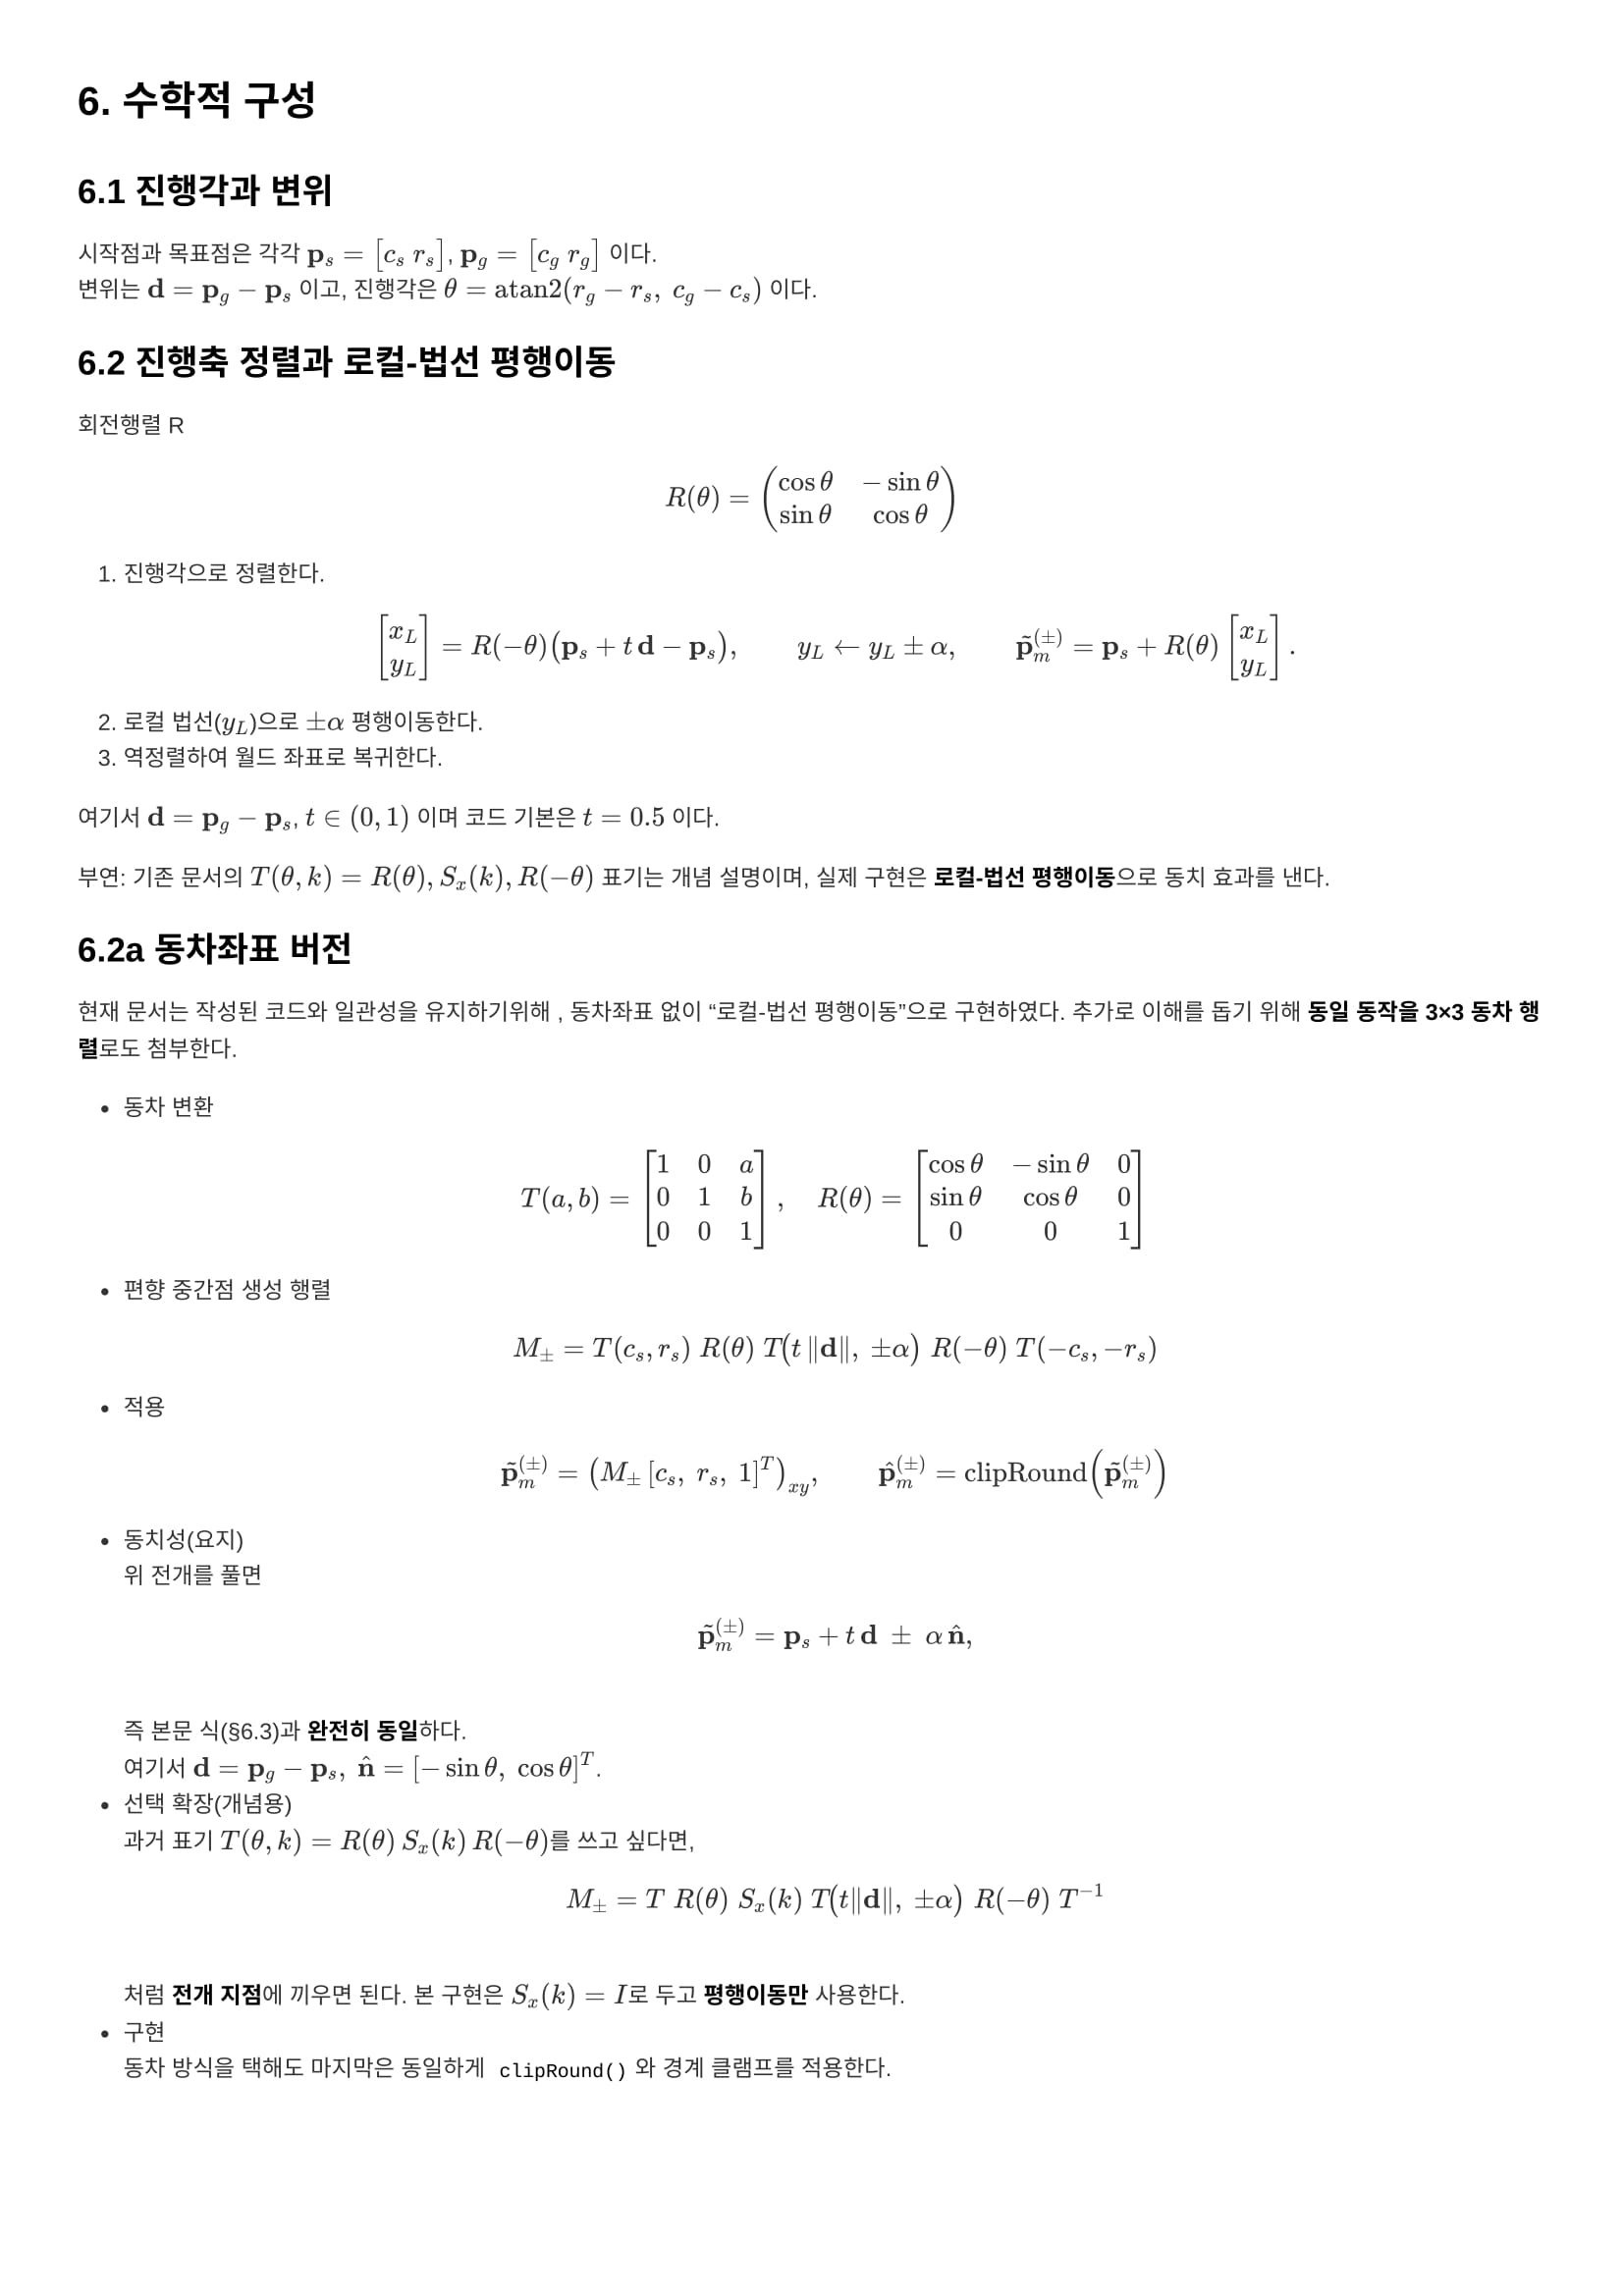 6. 수학적 구성
6.1 진행각과 변위
시작점과 목표점은 각각 $\mathbf{p}_s = [c_s\ r_s]$, $\mathbf{p}_g = [c_g\ r_g]$ 이다.
변위는 $\mathbf{d} = \mathbf{p}_g - \mathbf{p}_s$ 이고, 진행각은 $\theta = \mathrm{atan2}(r_g - r_s,\ c_g - c_s)$ 이다.
6.2 진행축 정렬과 로컬-법선 평행이동
회전행렬 R
$R(\theta) = \begin{pmatrix} \cos\theta & -\sin\theta \\ \sin\theta & \cos\theta \end{pmatrix}$
1. 진행각으로 정렬한다.
$\begin{bmatrix} x_L \\ y_L \end{bmatrix} = R(-\theta)(\mathbf{p}_s + t\,\mathbf{d} - \mathbf{p}_s), \qquad y_L \leftarrow y_L \pm \alpha, \qquad \tilde{\mathbf{p}}_m^{(\pm)} = \mathbf{p}_s + R(\theta) \begin{bmatrix} x_L \\ y_L \end{bmatrix}.$
2. 로컬 법선($y_L$)으로 $\pm\alpha$ 평행이동한다.
3. 역정렬하여 월드 좌표로 복귀한다.
여기서 $\mathbf{d} = \mathbf{p}_g - \mathbf{p}_s$, $t \in (0, 1)$ 이며 코드 기본은 $t = 0.5$ 이다.
부연: 기존 문서의 $T(\theta, k) = R(\theta), S_x(k), R(-\theta)$ 표기는 개념 설명이며, 실제 구현은 로컬-법선 평행이동으로 동치 효과를 낸다.
6.2a 동차좌표 버전
현재 문서는 작성된 코드와 일관성을 유지하기위해 , 동차좌표 없이 “로컬-법선 평행이동”으로 구현하였다. 추가로 이해를 돕기 위해 동일 동작을 3×3 동차 행
렬로도 첨부한다.
• 동차 변환
$T(a, b) = \begin{bmatrix} 1 & 0 & a \\ 0 & 1 & b \\ 0 & 0 & 1 \end{bmatrix}, \quad R(\theta) = \begin{bmatrix} \cos\theta & -\sin\theta & 0 \\ \sin\theta & \cos\theta & 0 \\ 0 & 0 & 1 \end{bmatrix}$
• 편향 중간점 생성 행렬
$M_\pm = T(c_s, r_s)\ R(\theta)\ T(t\,\|\mathbf{d}\|,\ \pm\alpha)\ R(-\theta)\ T(-c_s, -r_s)$
• 적용
$\tilde{\mathbf{p}}_m^{(\pm)} = \left(M_\pm\,[c_s,\ r_s,\ 1]^T\right)_{xy}, \qquad \hat{\mathbf{p}}_m^{(\pm)} = \mathrm{clipRound}\left(\tilde{\mathbf{p}}_m^{(\pm)}\right)$
• 동치성(요지)
위 전개를 풀면
$\tilde{\mathbf{p}}_m^{(\pm)} = \mathbf{p}_s + t\,\mathbf{d}\ \pm\ \alpha\,\hat{\mathbf{n}},$
즉 본문 식(§6.3)과 완전히 동일하다.
여기서 $\mathbf{d} = \mathbf{p}_g - \mathbf{p}_s,\ \hat{\mathbf{n}} = [-\sin\theta,\ \cos\theta]^T$.
• 선택 확장(개념용)
과거 표기 $T(\theta, k) = R(\theta)\,S_x(k)\,R(-\theta)$를 쓰고 싶다면,
$M_\pm = T\ R(\theta)\ S_x(k)\ T(t\|\mathbf{d}\|,\ \pm\alpha)\ R(-\theta)\ T^{-1}$
처럼 전개 지점에 끼우면 된다. 본 구현은 $S_x(k) = I$로 두고 평행이동만 사용한다.
• 구현
동차 방식을 택해도 마지막은 동일하게 clipRound() 와 경계 클램프를 적용한다.